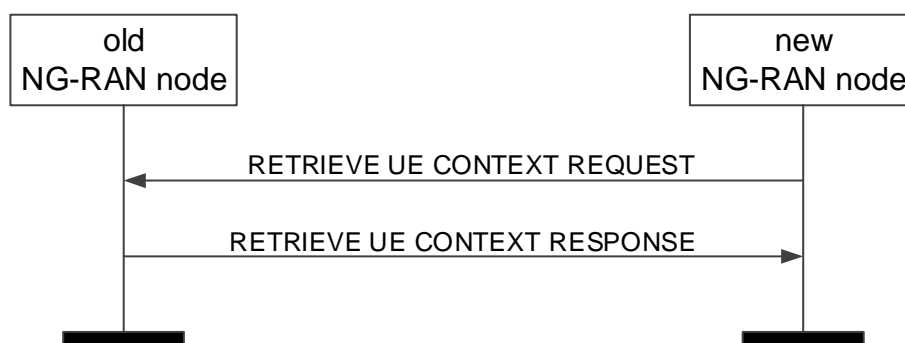 old
NG-RAN node
new
NG-RAN node
RETRIEVE UE CONTEXT REQUEST
RETRIEVE UE CONTEXT RESPONSE